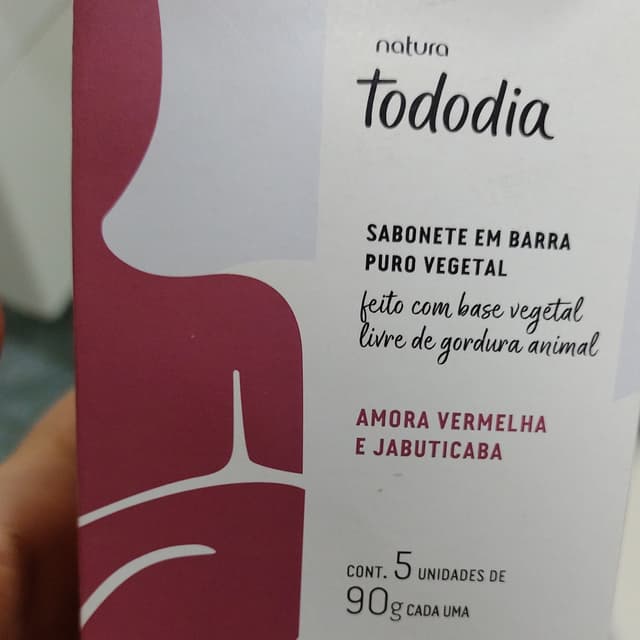 natura
Tododia
SABONETE EM BARRA
PURO VEGETAL
feito com base vegetal
livre de gordura animal
AMORA VERMELHA
E JABUTICABA
CONT. 5 UNIDADES DE
90g CADA UMA